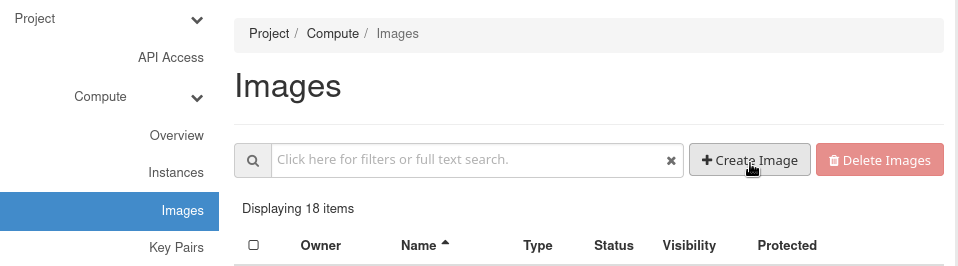 Project
API Access
Compute
Overview
Instances
Images
Key Pairs
Project / Compute / Images
Images
Click here for filters or full text search.
Create Image
Delete Images
Displaying 18 items
Owner Name Type Status Visibility Protected